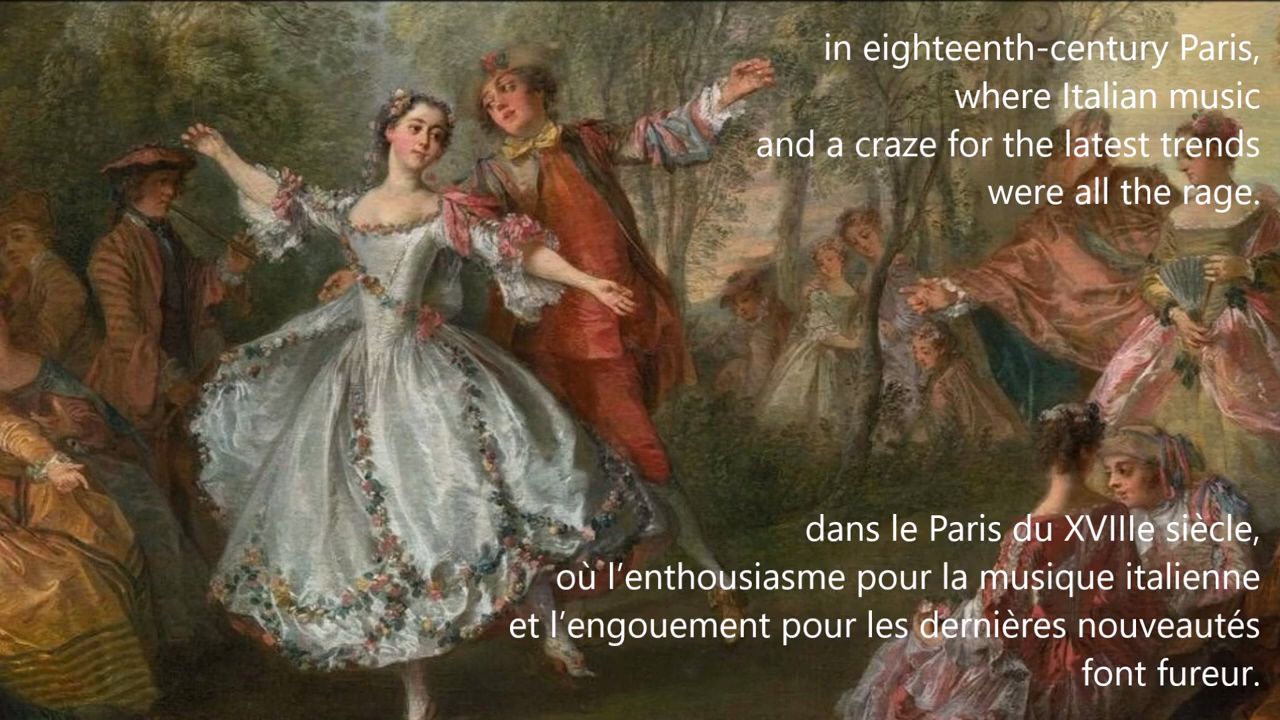 in eighteenth-century Paris,
where Italian music
and a craze for the latest trends
were all the rage.
dans le Paris du XVIIIe siècle,
où l’enthousiasme pour la musique italienne
et l’engouement pour les dernières nouveautés
font fureur.